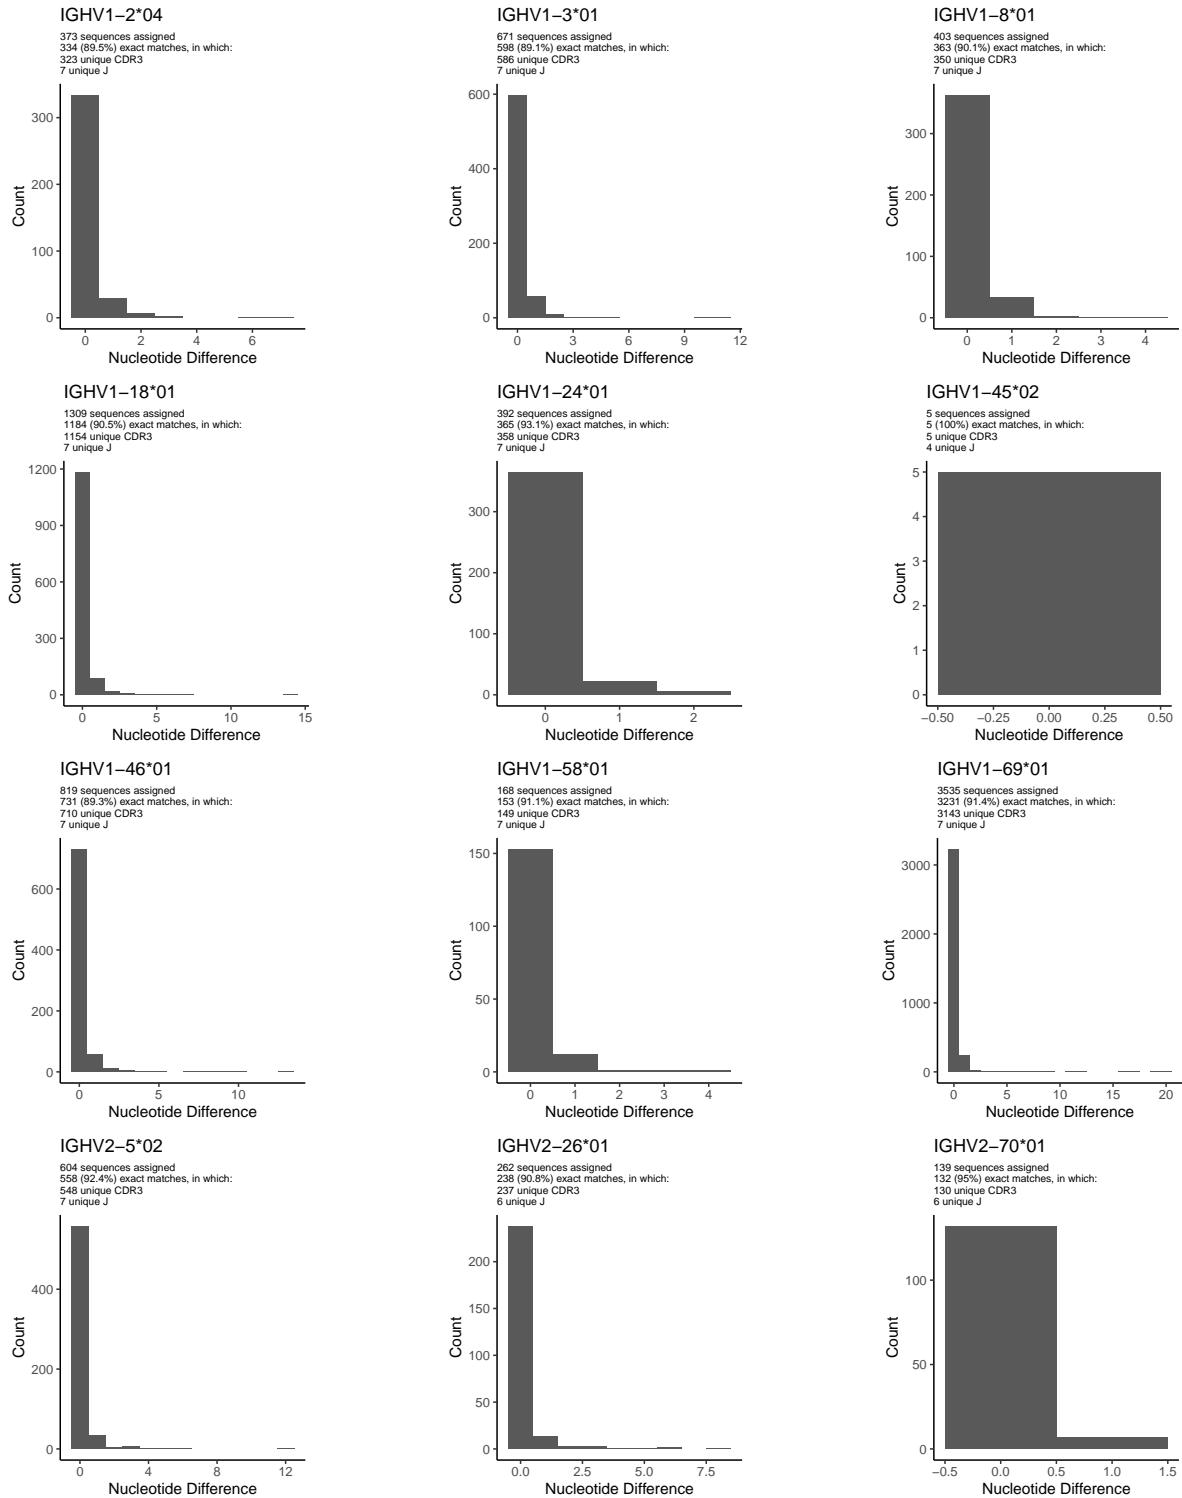 IGHV1−2*04
373 sequences assigned
334 (89.5%) exact matches, in which:
323 unique CDR3
7 unique J
300
200
100
0
Count
0 2 4 6
Nucleotide Difference
IGHV1−3*01
671 sequences assigned
598 (89.1%) exact matches, in which:
586 unique CDR3
7 unique J
600
400
200
0
Count
0 3 6 9 12
Nucleotide Difference
IGHV1−8*01
403 sequences assigned
363 (90.1%) exact matches, in which:
350 unique CDR3
7 unique J
300
200
100
0
Count
0 1 2 3 4
Nucleotide Difference
IGHV1−18*01
1309 sequences assigned
1184 (90.5%) exact matches, in which:
1154 unique CDR3
7 unique J
1200
900
600
300
0
Count
0 5 10 15
Nucleotide Difference
IGHV1−24*01
392 sequences assigned
365 (93.1%) exact matches, in which:
358 unique CDR3
7 unique J
300
200
100
0
Count
0 1 2
Nucleotide Difference
IGHV1−45*02
5 sequences assigned
5 (100%) exact matches, in which:
5 unique CDR3
4 unique J
5
4
3
2
1
0
Count
−0.50 −0.25 0.00 0.25 0.50
Nucleotide Difference
IGHV1−46*01
819 sequences assigned
731 (89.3%) exact matches, in which:
710 unique CDR3
7 unique J
600
400
200
0
Count
0 5 10
Nucleotide Difference
IGHV1−58*01
168 sequences assigned
153 (91.1%) exact matches, in which:
149 unique CDR3
7 unique J
150
100
50
0
Count
0 1 2 3 4
Nucleotide Difference
IGHV1−69*01
3535 sequences assigned
3231 (91.4%) exact matches, in which:
3143 unique CDR3
7 unique J
3000
2000
1000
0
Count
0 5 10 15 20
Nucleotide Difference
IGHV2−5*02
604 sequences assigned
558 (92.4%) exact matches, in which:
548 unique CDR3
7 unique J
400
200
0
Count
0 4 8 12
Nucleotide Difference
IGHV2−26*01
262 sequences assigned
238 (90.8%) exact matches, in which:
237 unique CDR3
6 unique J
200
150
100
50
0
Count
0.0 2.5 5.0 7.5
Nucleotide Difference
IGHV2−70*01
139 sequences assigned
132 (95%) exact matches, in which:
130 unique CDR3
6 unique J
100
50
0
Count
−0.5 0.0 0.5 1.0 1.5
Nucleotide Difference